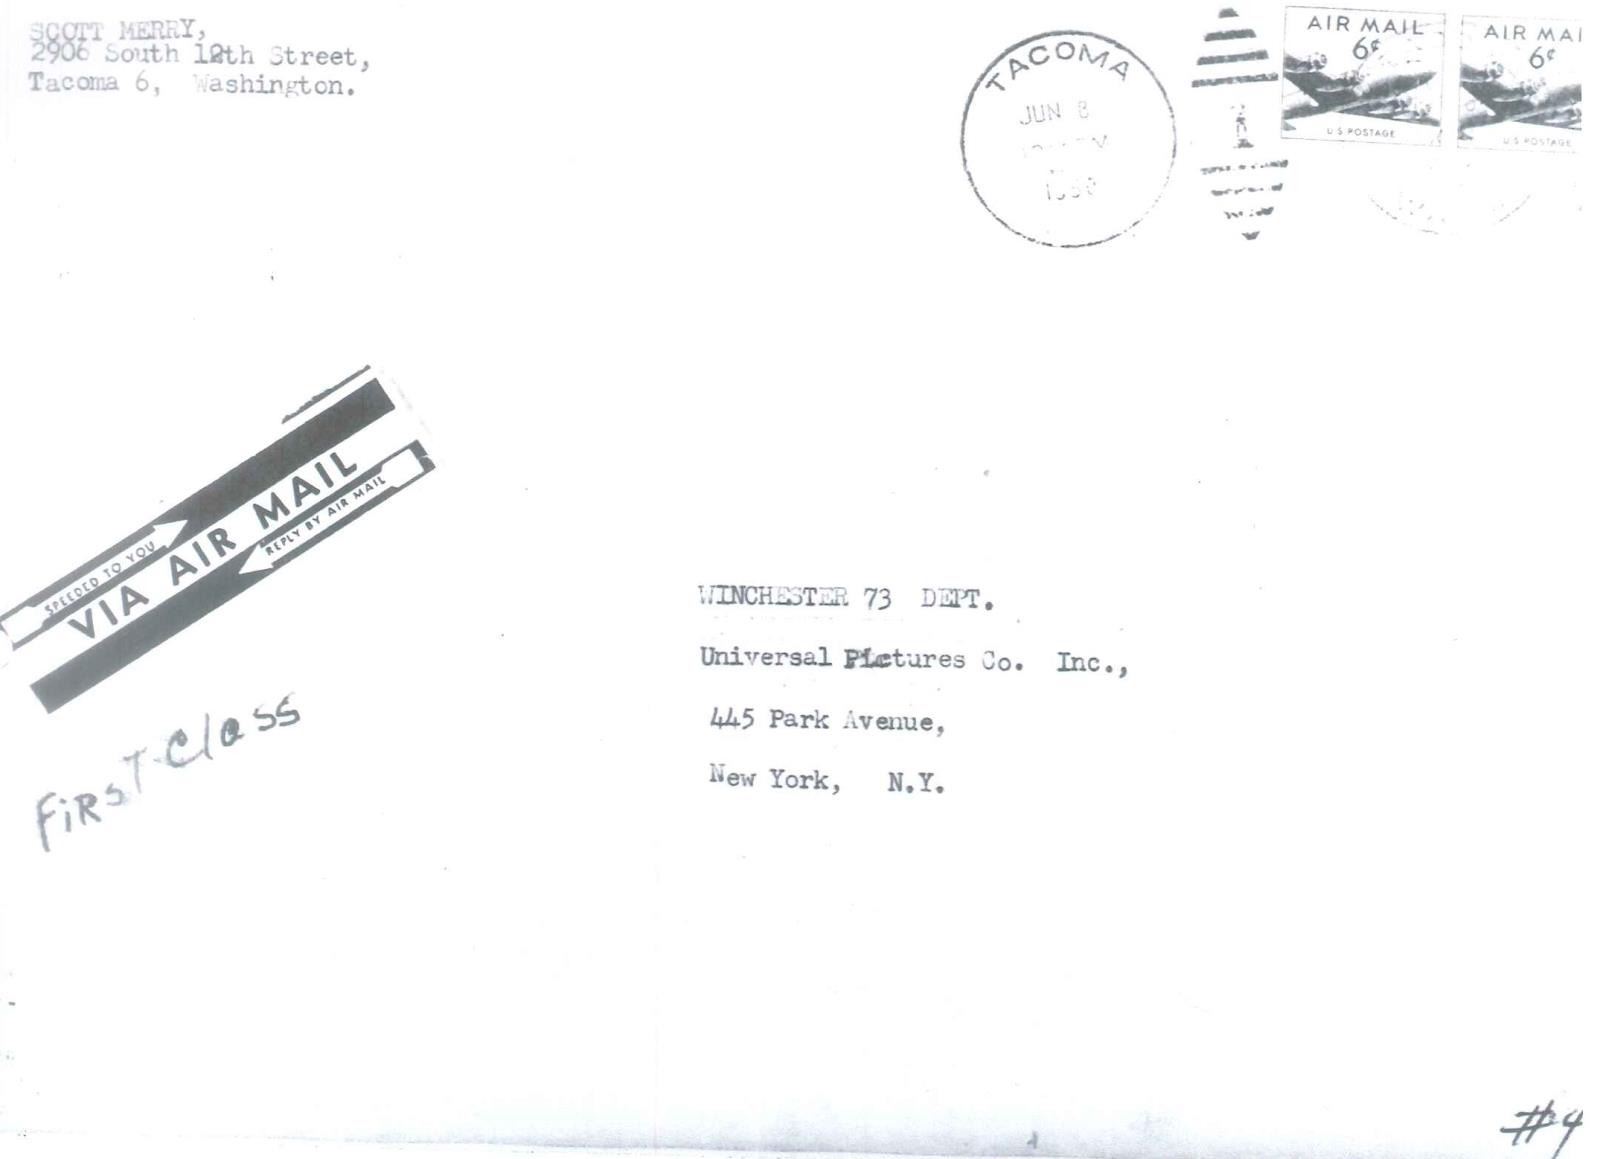 SCOTT MERRY,
2906 South 12th Street,
Tacoma 6, Washington.
TACOMA
JUN 8
1950
AIR MAIL
6¢
U S POSTAGE
AIR MAI
6¢
U S POSTAGE
SPEEDED TO YOU
VIA AIR MAIL
REPLY BY AIR MAIL
FiRST-Class
WINCHESTER 73 DEPT.
Universal Pictures Co. Inc.,
445 Park Avenue,
New York, N.Y.
#4